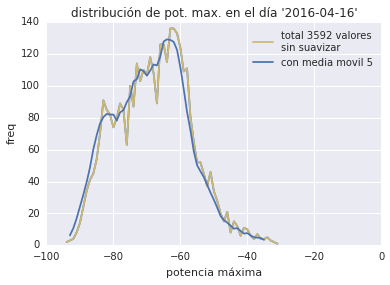 distribución de pot. max. en el día '2016-04-16'
140
120
100
80
60
40
20
0
freq
total 3592 valores
sin suavizar
con media movil 5
−100
−80
−60
−40
−20
0
potencia máxima